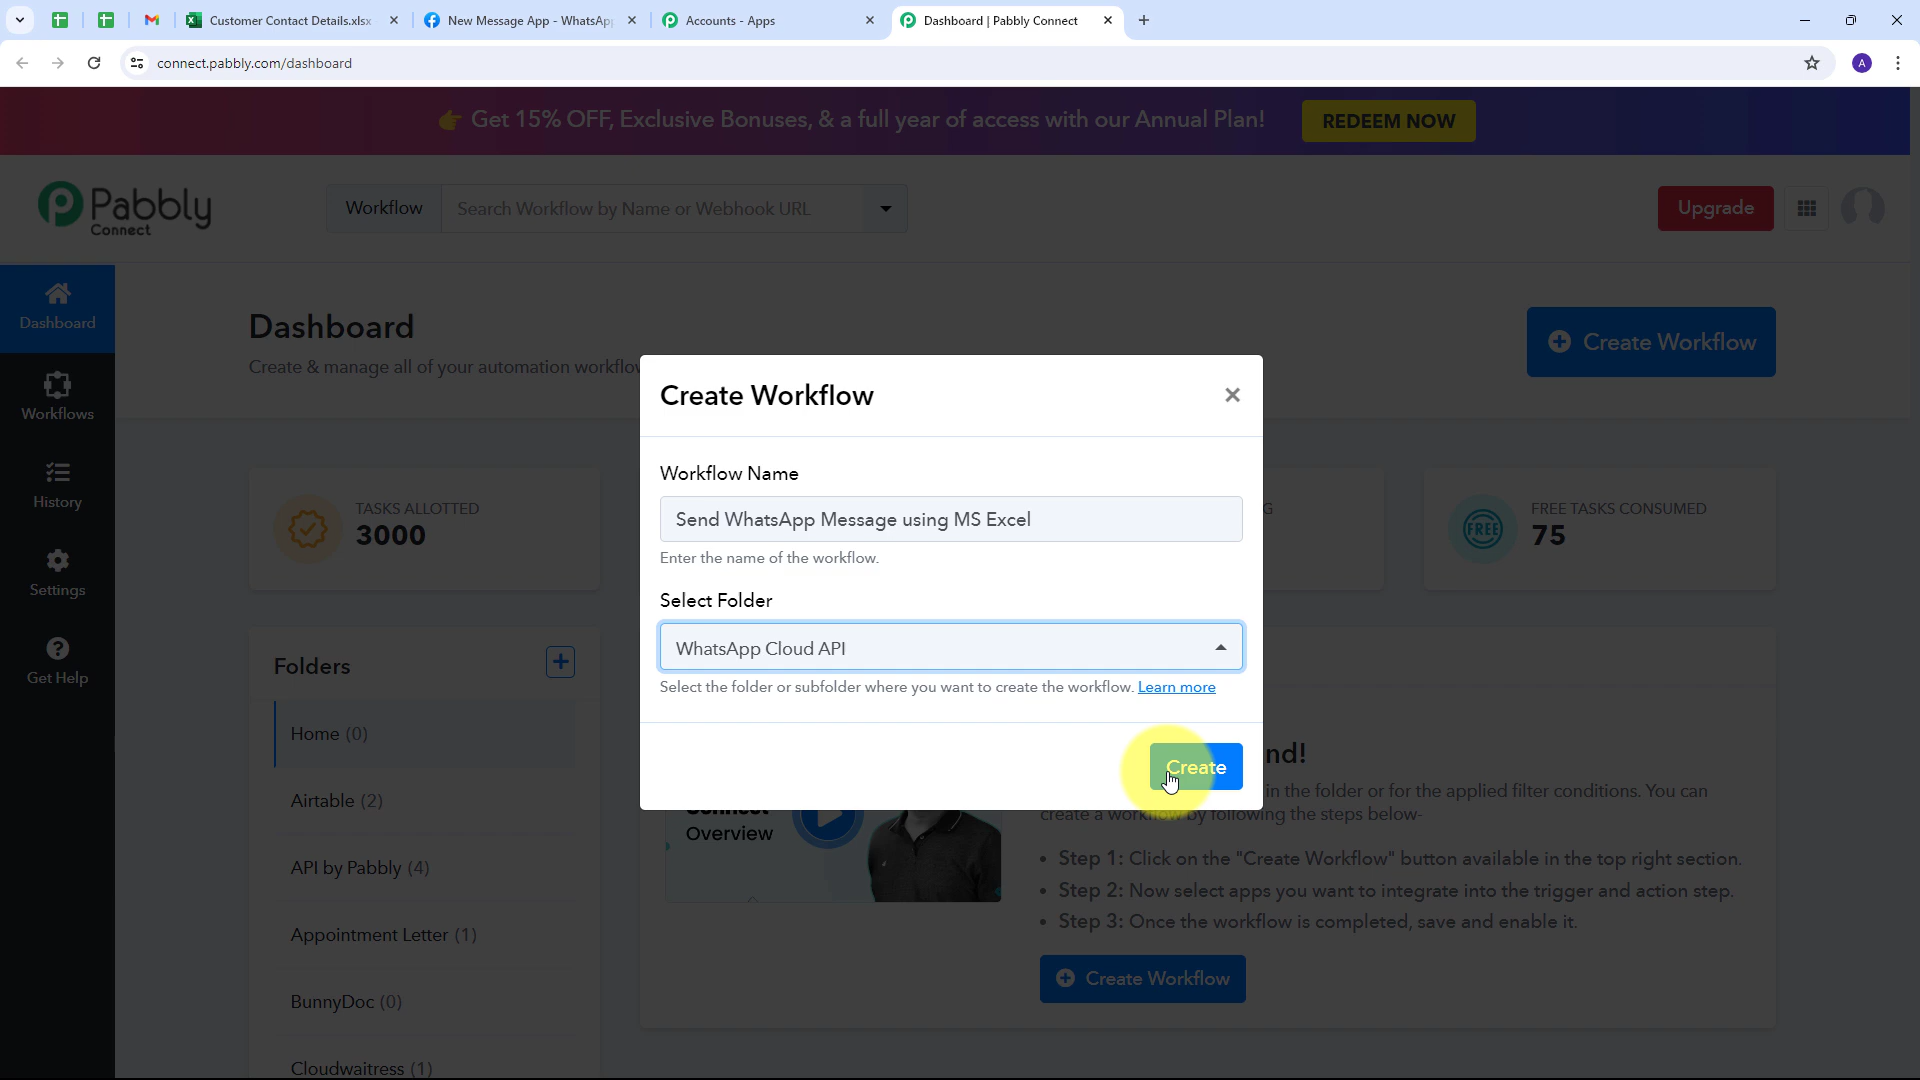 Customer Contact Details.xlsx
New Message App - WhatsAp
Accounts - Apps
Dashboard | Pabbly Connect
connect.pabbly.com/dashboard
A
👉 Get 15% OFF, Exclusive Bonuses, & a full year of access with our Annual Plan!
REDEEM NOW
Pabbly
Connect
Workflow
Search Workflow by Name or Webhook URL
Upgrade
Dashboard
Workflows
History
Settings
Get Help
Dashboard
Create & manage all of your automation workflow
Create Workflow
TASKS ALLOTTED
3000
G
FREE
FREE TASKS CONSUMED
75
Create Workflow
Workflow Name
Send WhatsApp Message using MS Excel
Enter the name of the workflow.
Select Folder
WhatsApp Cloud API
Select the folder or subfolder where you want to create the workflow. Learn more
Create
Folders
Home (0)
Airtable (2)
API by Pabbly (4)
Appointment Letter (1)
BunnyDoc (0)
Cloudwaitress (1)
Connect
Overview
nd!
in the folder or for the applied filter conditions. You can
create a workflow by following the steps below-
Step 1: Click on the "Create Workflow" button available in the top right section.
Step 2: Now select apps you want to integrate into the trigger and action step.
Step 3: Once the workflow is completed, save and enable it.
Create Workflow